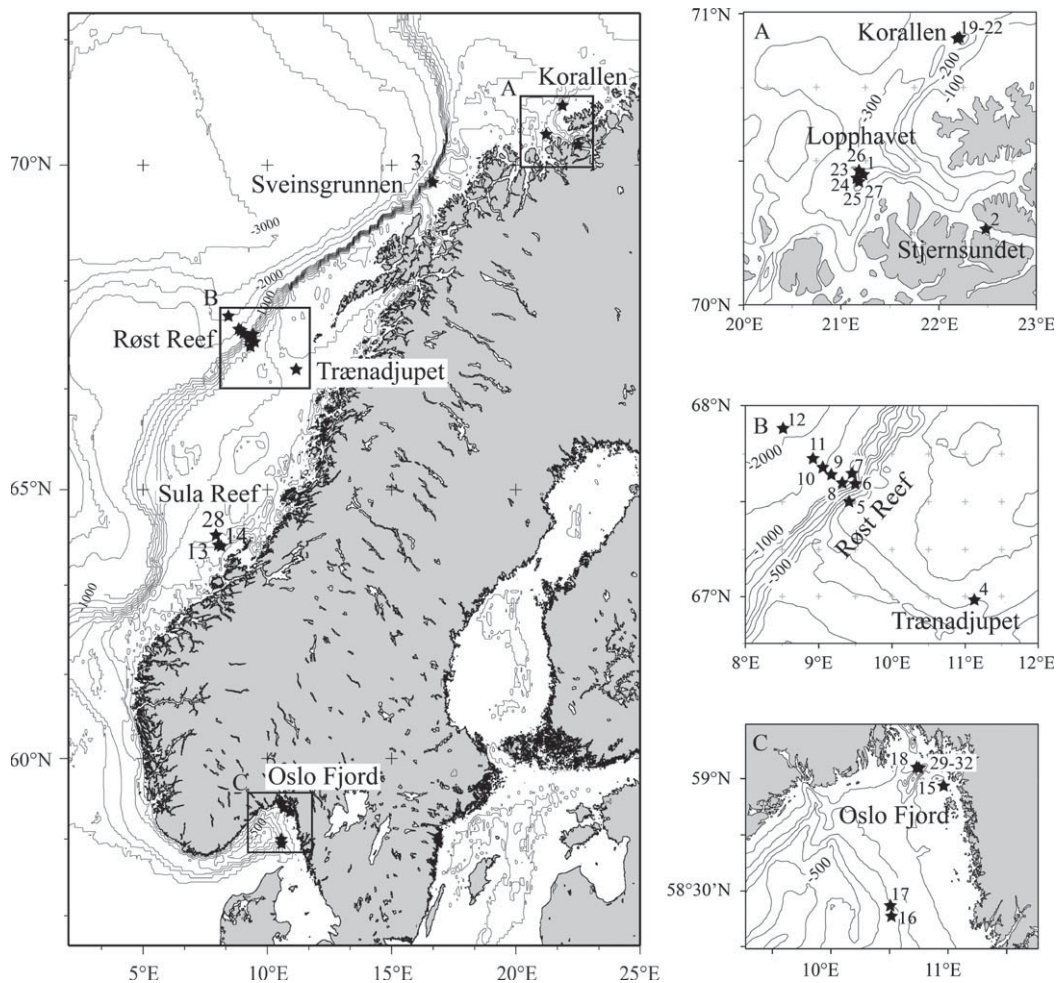 Korallen
A
70°N
3
Sveinsgrunnen
-3000
-2000
-1000
B
Røst Reef
Trænadjupet
65°N
Sula Reef
28
14
13
-1000
60°N
C
Oslo Fjord
-500
5°E
10°E
15°E
20°E
25°E
71°N
A
Korallen
19-22
-200
-100
-300
Lopphavet
26
1
23
24
27
25
2
Stjernsundet
70°N
20°E
21°E
22°E
23°E
68°N
B
12
-2000
11
9
7
10
8
6
5
Røst Reef
-1000
-500
67°N
4
Trænadjupet
8°E
9°E
10°E
11°E
12°E
C
18
29-32
59°N
15
Oslo Fjord
-500
58°30'N
17
16
10°E
11°E